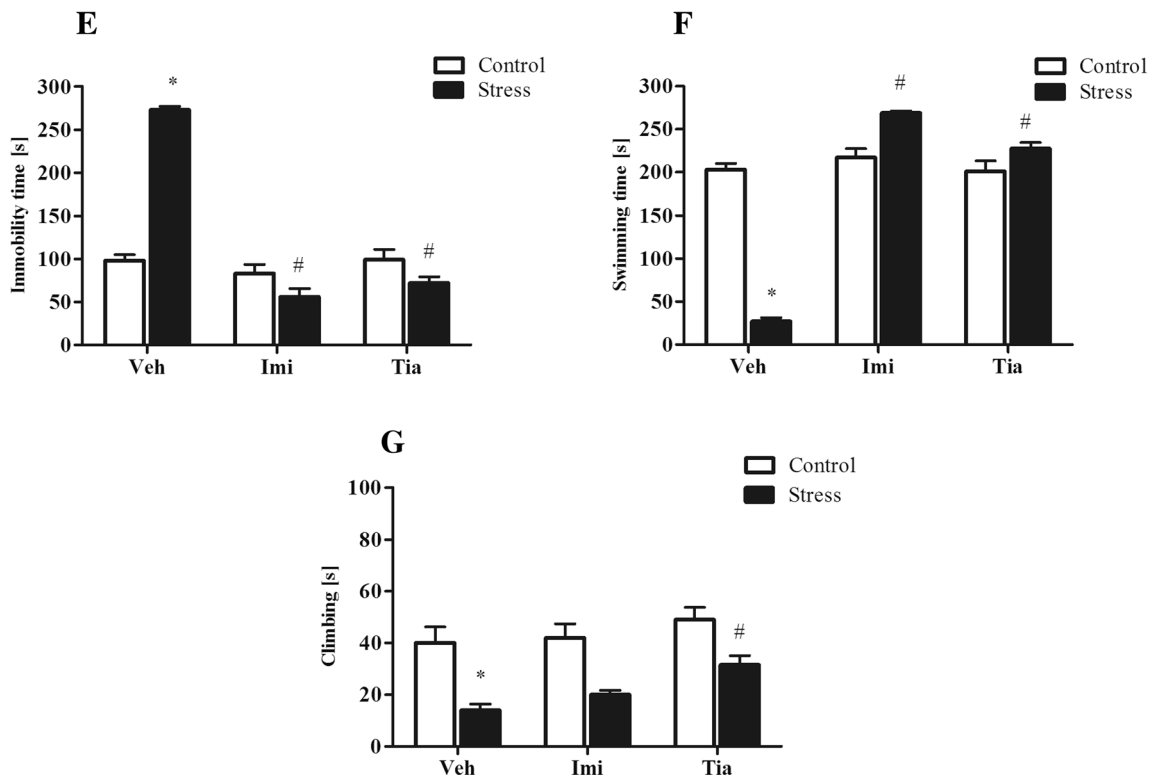 E
Control
Stress
*
#
#
Immobility time [s]
300
250
200
150
100
50
0
Veh Imi Tia
F
Control
Stress
#
#
*
Swimming time [s]
300
250
200
150
100
50
0
Veh Imi Tia
G
Control
Stress
#
*
Climbing [s]
100
80
60
40
20
0
Veh Imi Tia